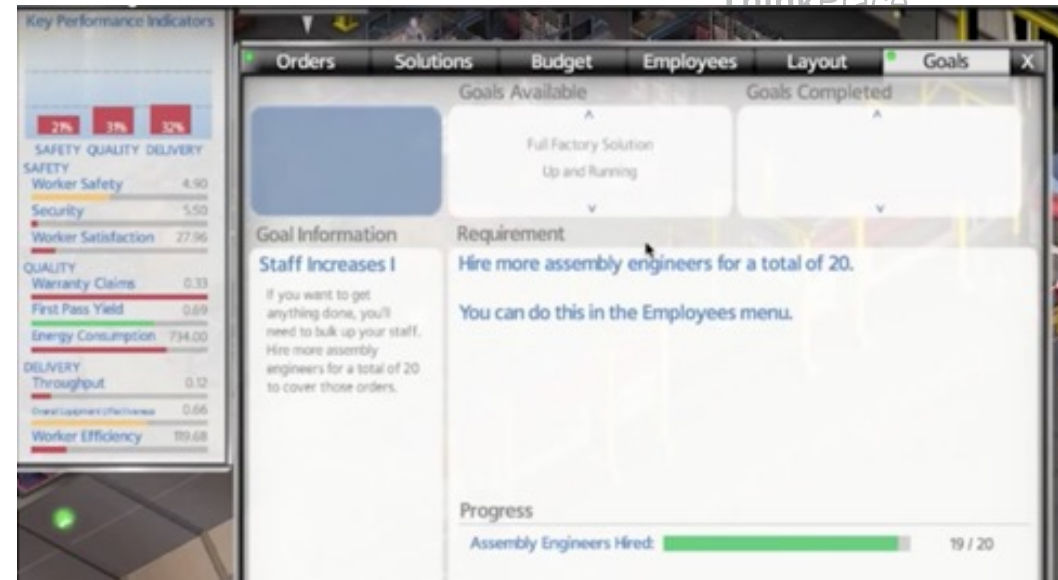 ThinkPlace
Key Performance Indicators
21% 31% 32%
SAFETY QUALITY DELIVERY
SAFETY
Worker Safety 4.90
Security 5.50
Worker Satisfaction 27.96
QUALITY
Warranty Claims 0.33
First Pass Yield 0.69
Energy Consumption 734.00
DELIVERY
Throughput 0.12
Overall Equipment Effectiveness 0.66
Worker Efficiency 119.68
Orders Solutions Budget Employees Layout Goals X
Goals Available
Full Factory Solution
Up and Running
Goals Completed
Goal Information
Staff Increases I
If you want to get
anything done, you'll
need to bulk up your staff.
Hire more assembly
engineers for a total of 20
to cover those orders.
Requirement
Hire more assembly engineers for a total of 20.
You can do this in the Employees menu.
Progress
Assembly Engineers Hired: 19 / 20